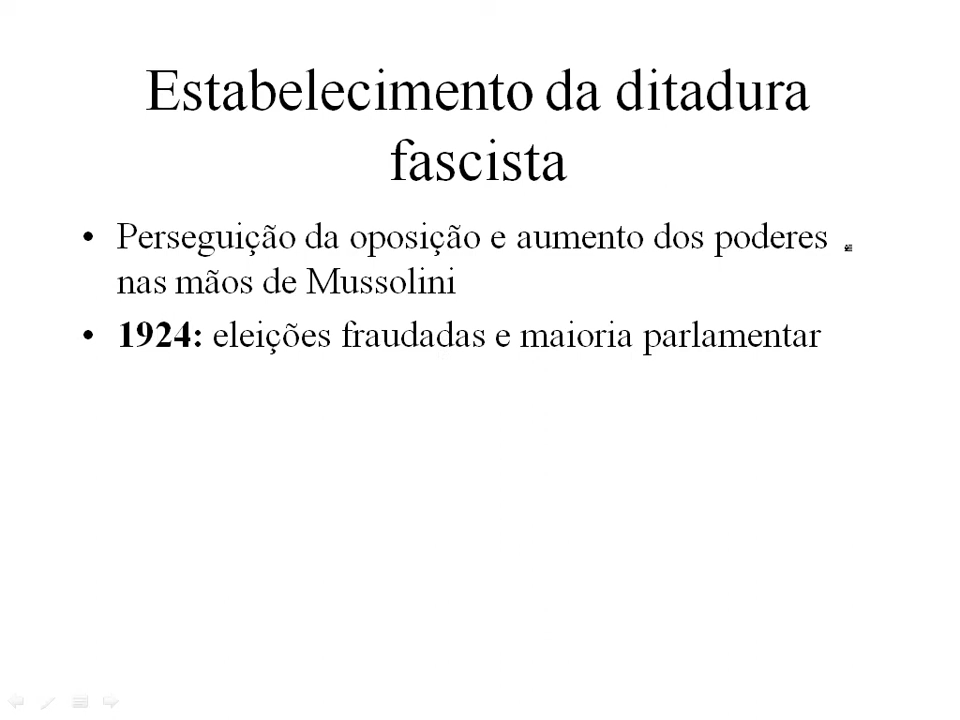 Estabelecimento da ditadura
fascista
• Perseguição da oposição e aumento dos poderes
nas mãos de Mussolini
• 1924: eleições fraudadas e maioria parlamentar